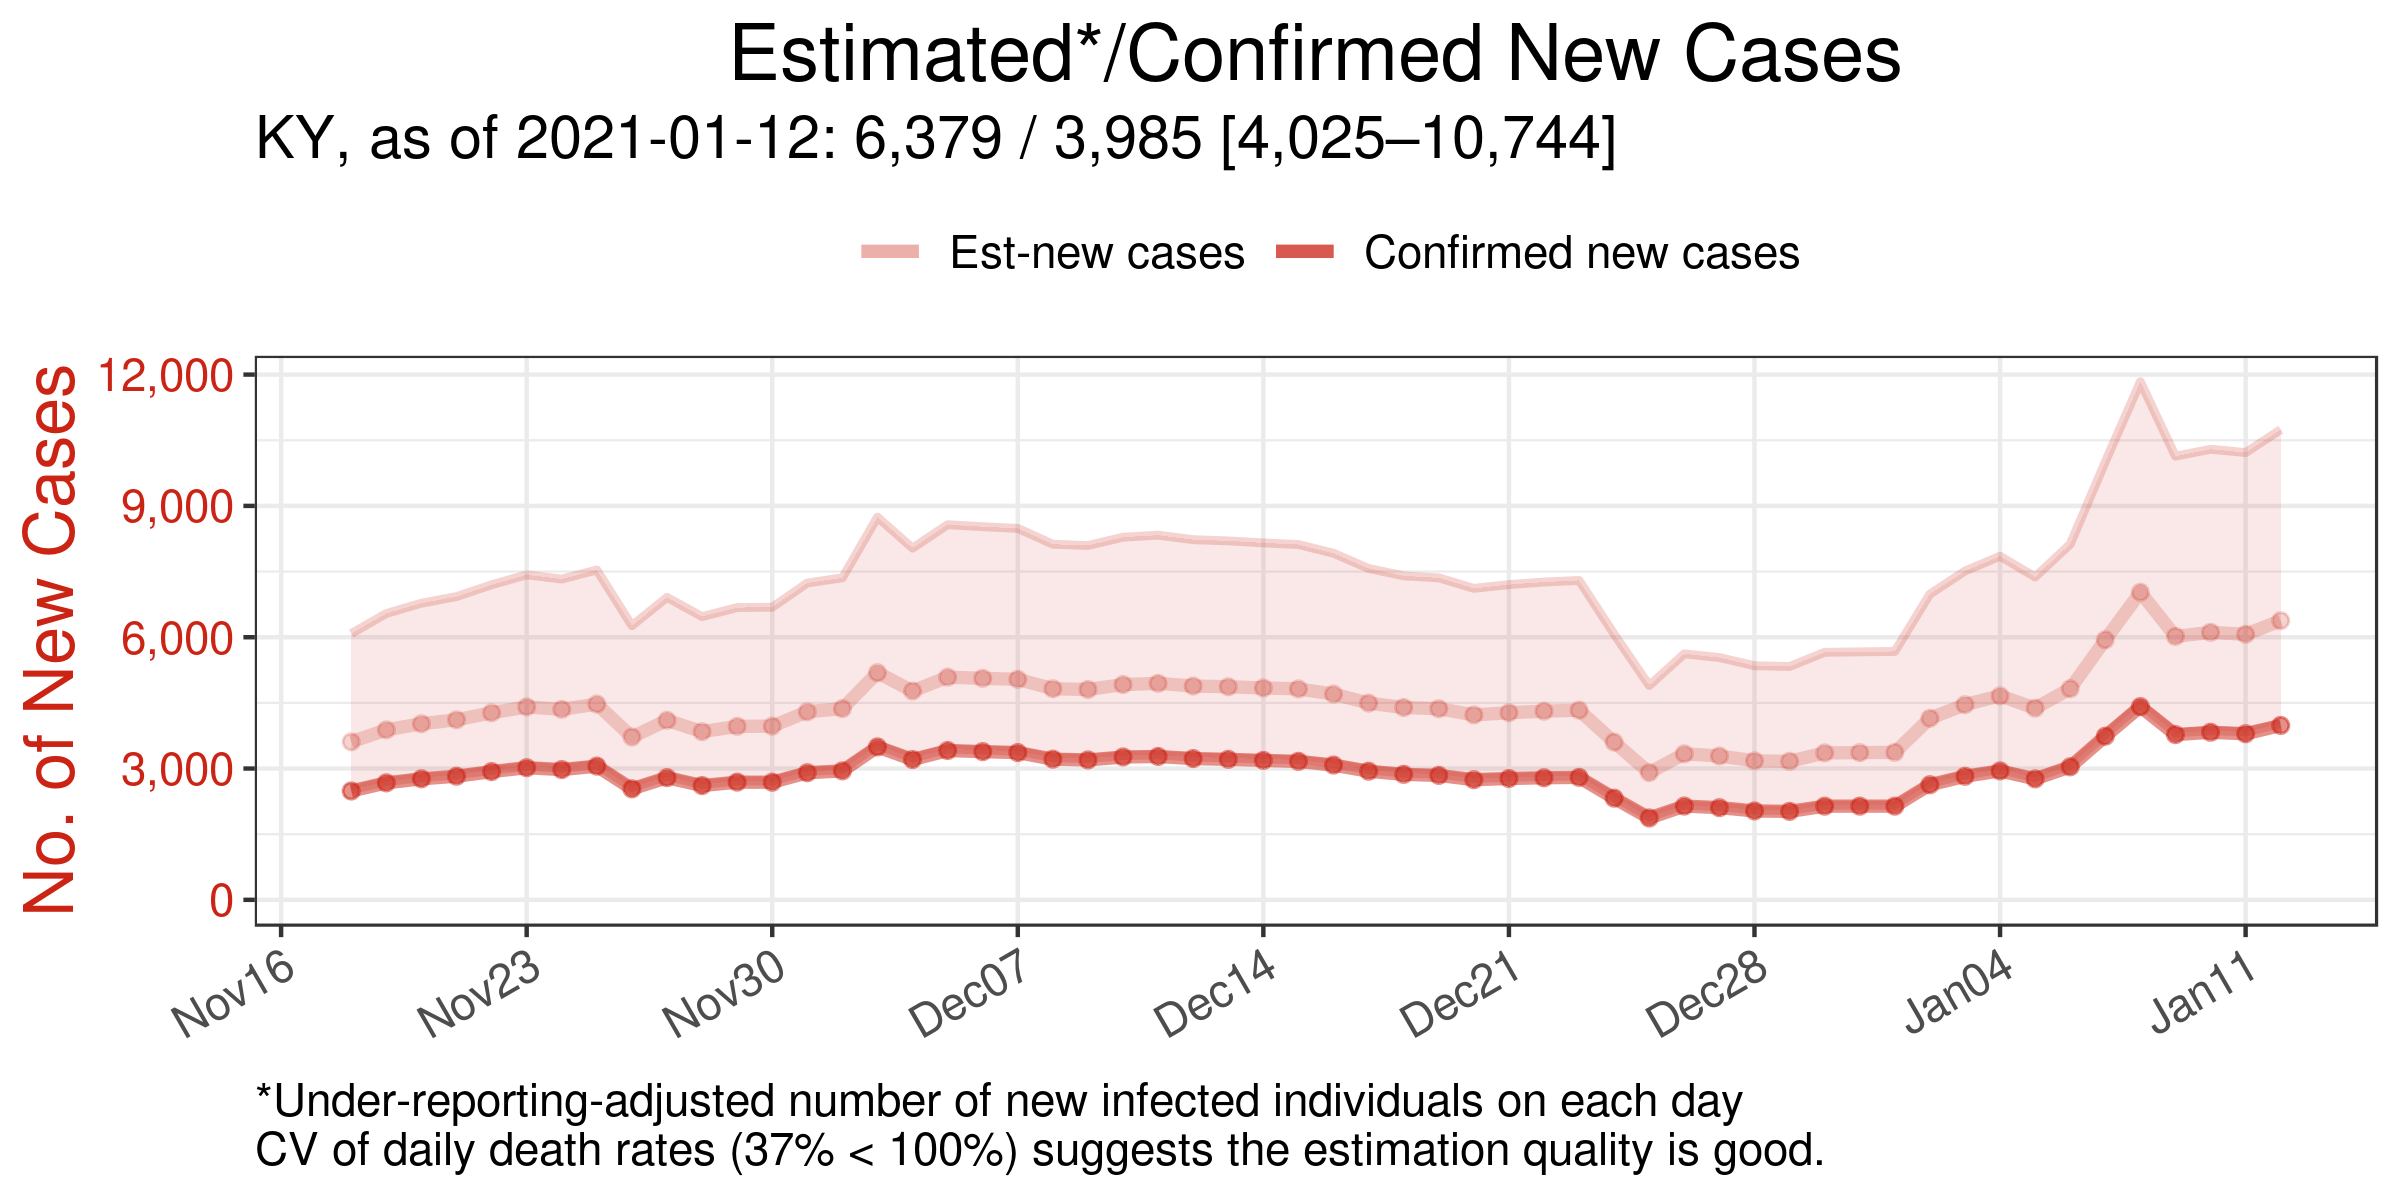 Estimated*/Confirmed New Cases
KY, as of 2021-01-12: 6,379 / 3,985 [4,025–10,744]
Est-new cases
Confirmed new cases
No. of New Cases
12,000
9,000
6,000
3,000
0
Nov16
Nov23
Nov30
Dec07
Dec14
Dec21
Dec28
Jan04
Jan11
*Under-reporting-adjusted number of new infected individuals on each day
CV of daily death rates (37% < 100%) suggests the estimation quality is good.